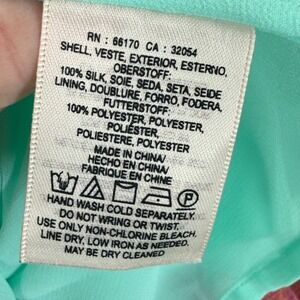 RN : 66170 CA : 32054
SHELL, VESTE, EXTERIOR, ESTERNO,
OBERSTOFF:
100% SILK, SOIE, SEDA, SETA, SEIDE
LINING, DOUBLURE, FORRO, FODERA,
FUTTERSTOFF:
100% POLYESTER, POLYESTER,
POLIÉSTER,
POLIESTERE, POLYESTER
MADE IN CHINA/
HECHO EN CHINA/
FABRIQUE EN CHINE
HAND WASH COLD SEPARATELY.
DO NOT WRING OR TWIST.
USE ONLY NON-CHLORINE BLEACH.
LINE DRY. LOW IRON AS NEEDED.
MAY BE DRY CLEANED